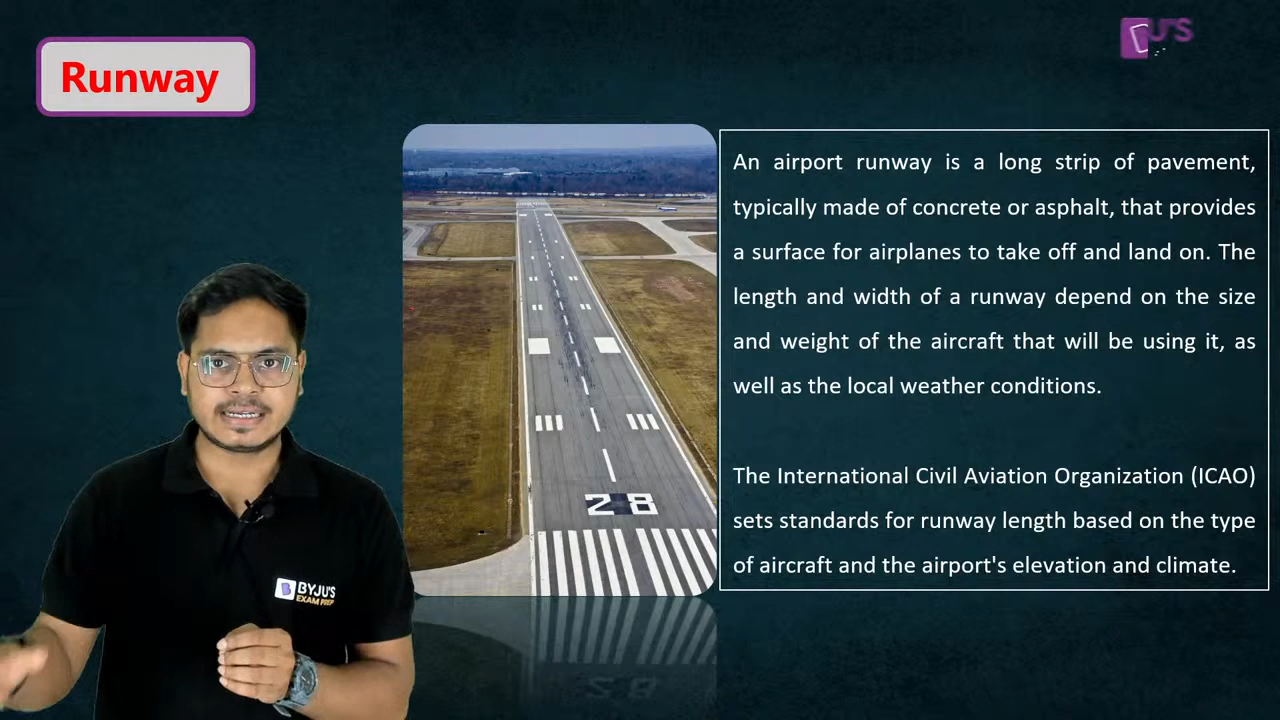 Runway
An airport runway is a long strip of pavement,
typically made of concrete or asphalt, that provides
a surface for airplanes to take off and land on. The
length and width of a runway depend on the size
and weight of the aircraft that will be using it, as
well as the local weather conditions.
The International Civil Aviation Organization (ICAO)
sets standards for runway length based on the type
of aircraft and the airport's elevation and climate.
28
BYJU'S
EXAM PREP